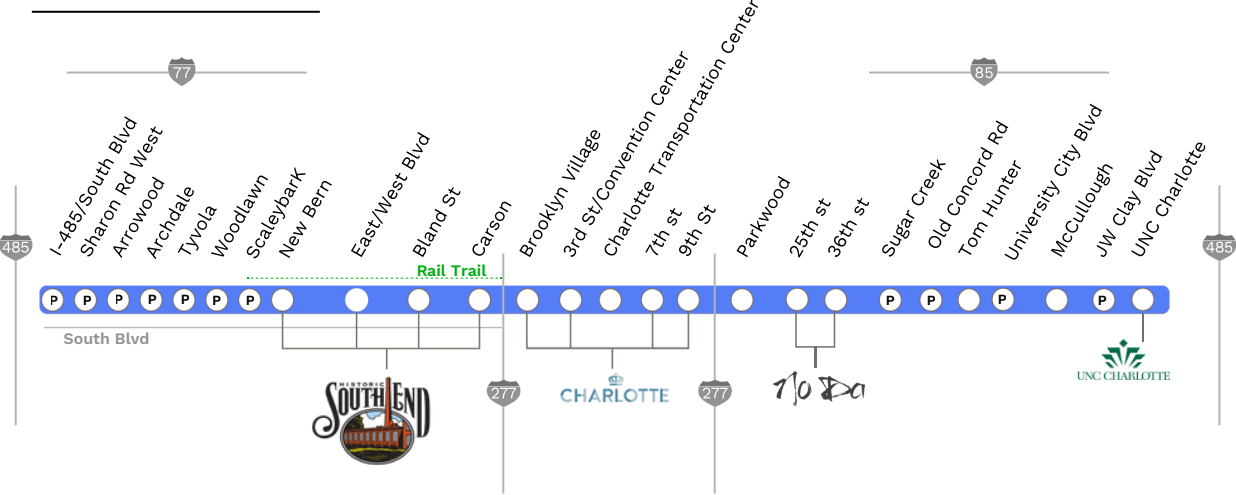 77
85
I-485/South Blvd
Sharon Rd West
Arrowood
Archdale
Tyvola
Woodlawn
ScaleybarK
New Bern
East/West Blvd
Bland St
Carson
Brooklyn Village
3rd St/Convention Center
Charlotte Transportation Center
7th st
9th St
Parkwood
25th st
36th st
Sugar Creek
Old Concord Rd
Tom Hunter
University City Blvd
McCullough
JW Clay Blvd
UNC Charlotte
485
485
Rail Trail
P P P P P P P P P P P
South Blvd
HISTORIC
SOUTH END
277
CHARLOTTE
277
No Da
UNC CHARLOTTE